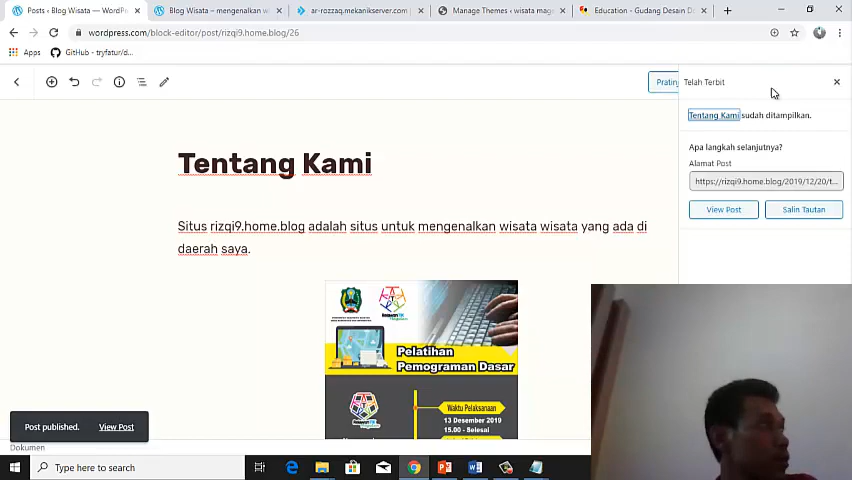 Posts ‹ Blog Wisata — WordPr
Blog Wisata – mengenalkan w
ar-rozzaq.mekanikserver.com |
Manage Themes ‹ wisata mage
Education - Gudang Desain D
wordpress.com/block-editor/post/rizqi9.home.blog/26
Apps
GitHub - tryfatur/d...
Pratinj
Telah Terbit
Tentang Kami sudah ditampilkan.
Apa langkah selanjutnya?
Alamat Post
https://rizqi9.home.blog/2019/12/20/t...
View Post
Salin Tautan
Tentang Kami
Situs rizqi9.home.blog adalah situs untuk mengenalkan wisata wisata yang ada di
daerah saya.
Pelatihan
Pemograman Dasar
Waktu Pelaksanaan
13 Desember 2019
15.00 - Selesai
Post published.
View Post
Dokumen
Type here to search